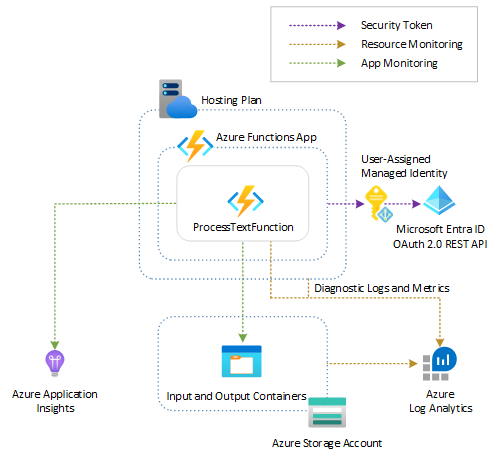 Security Token
Resource Monitoring
App Monitoring
Hosting Plan
Azure Functions App
User-Assigned
Managed Identity
ProcessTextFunction
Microsoft Entra ID
OAuth 2.0 REST API
Diagnostic Logs and Metrics
Azure Application
Insights
Input and Output Containers
Azure
Log Analytics
Azure Storage Account